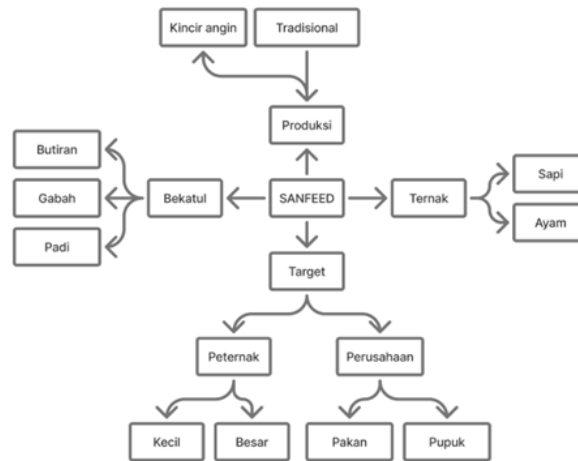 Kincir angin
Tradisional
Produksi
Butiran
Gabah
Padi
Bekatul
SANFEED
Ternak
Sapi
Ayam
Target
Peternak
Perusahaan
Kecil
Besar
Pakan
Pupuk